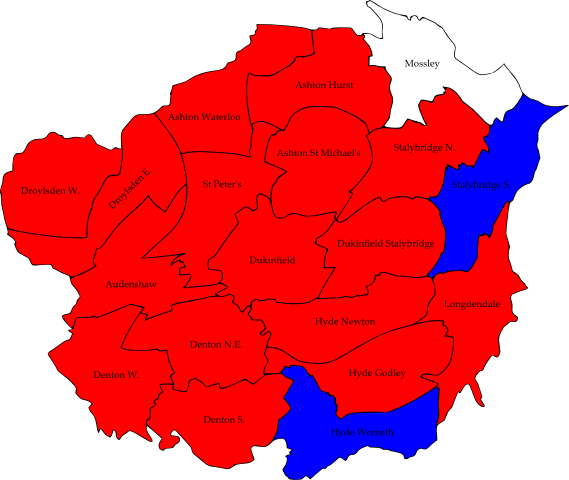 Mossley
Ashton Hurst
Ashton Waterloo
Stalybridge N.
Ashton St Michael's
Droylsden E.
St Peter's
Stalybridge S.
Droylsden W.
Dukinfield Stalybridge
Dukinfield
Audenshaw
Longdendale
Hyde Newton
Denton N.E.
Hyde Godley
Denton W.
Denton S.
Hyde Werneth